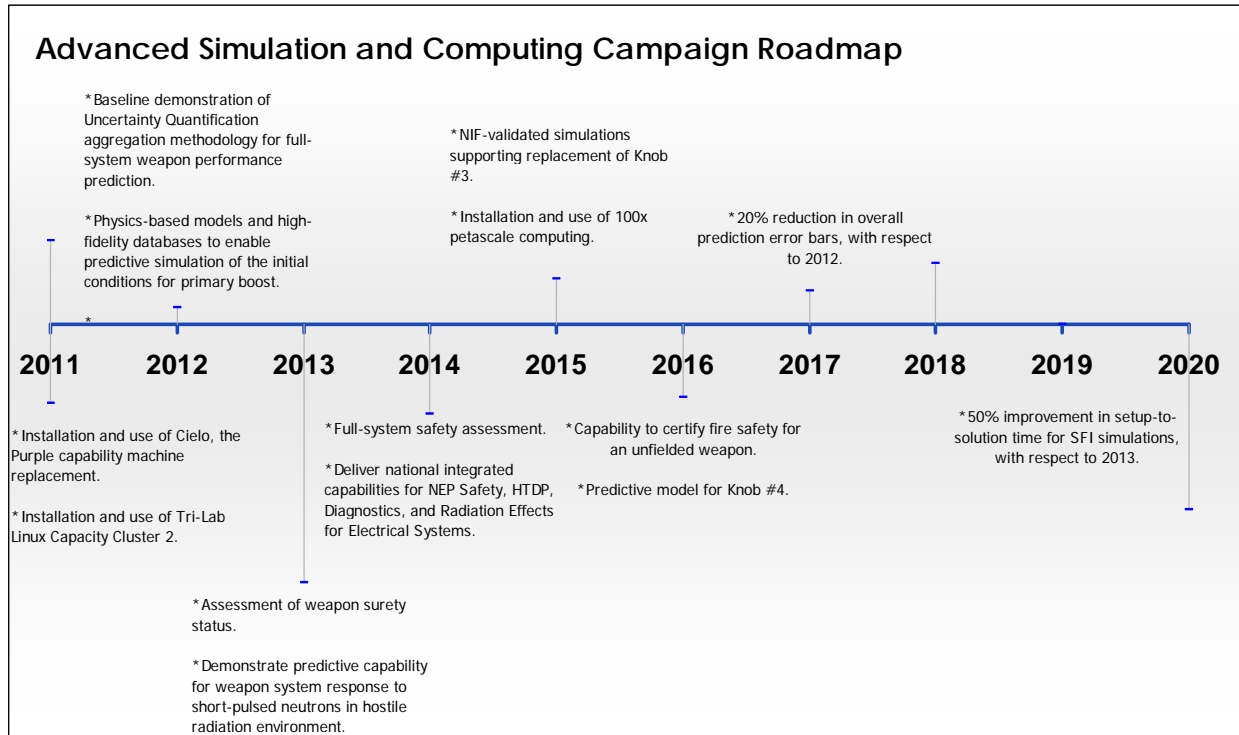 Advanced Simulation and Computing Campaign Roadmap
*Baseline demonstration of
Uncertainty Quantification
aggregation methodology for full-
system weapon performance
prediction.
*Physics-based models and high-
fidelity databases to enable
predictive simulation of the initial
conditions for primary boost.
*
*NIF-validated simulations
supporting replacement of Knob
#3.
*Installation and use of 100x
petascale computing.
*20% reduction in overall
prediction error bars, with respect
to 2012.
2011 2012 2013 2014 2015 2016 2017 2018 2019 2020
*Installation and use of Cielo, the
Purple capability machine
replacement.
*Installation and use of Tri-Lab
Linux Capacity Cluster 2.
*Assessment of weapon surety
status.
*Demonstrate predictive capability
for weapon system response to
short-pulsed neutrons in hostile
radiation environment.
*Full-system safety assessment.
*Deliver national integrated
capabilities for NEP Safety, HTDP,
Diagnostics, and Radiation Effects
for Electrical Systems.
*Capability to certify fire safety for
an unfielded weapon.
*Predictive model for Knob #4.
*50% improvement in setup-to-
solution time for SFI simulations,
with respect to 2013.